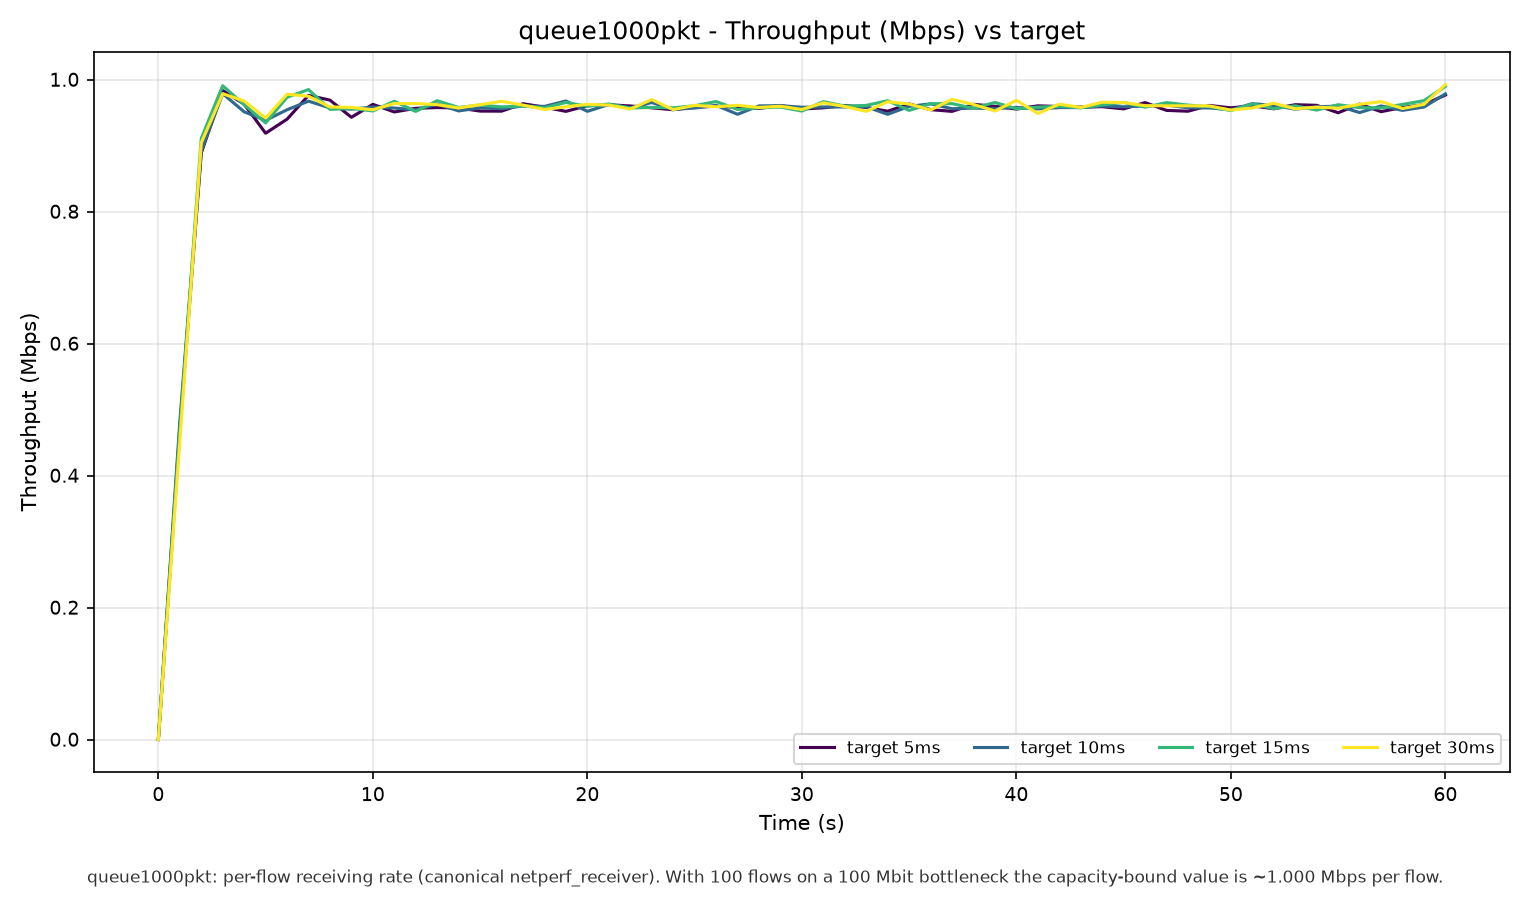 queue1000pkt - Throughput (Mbps) vs target
Throughput (Mbps)
1.0
0.8
0.6
0.4
0.2
0.0
target 5ms
target 10ms
target 15ms
target 30ms
0
10
20
30
40
50
60
Time (s)
queue1000pkt: per-flow receiving rate (canonical netperf_receiver). With 100 flows on a 100 Mbit bottleneck the capacity-bound value is ~1.000 Mbps per flow.